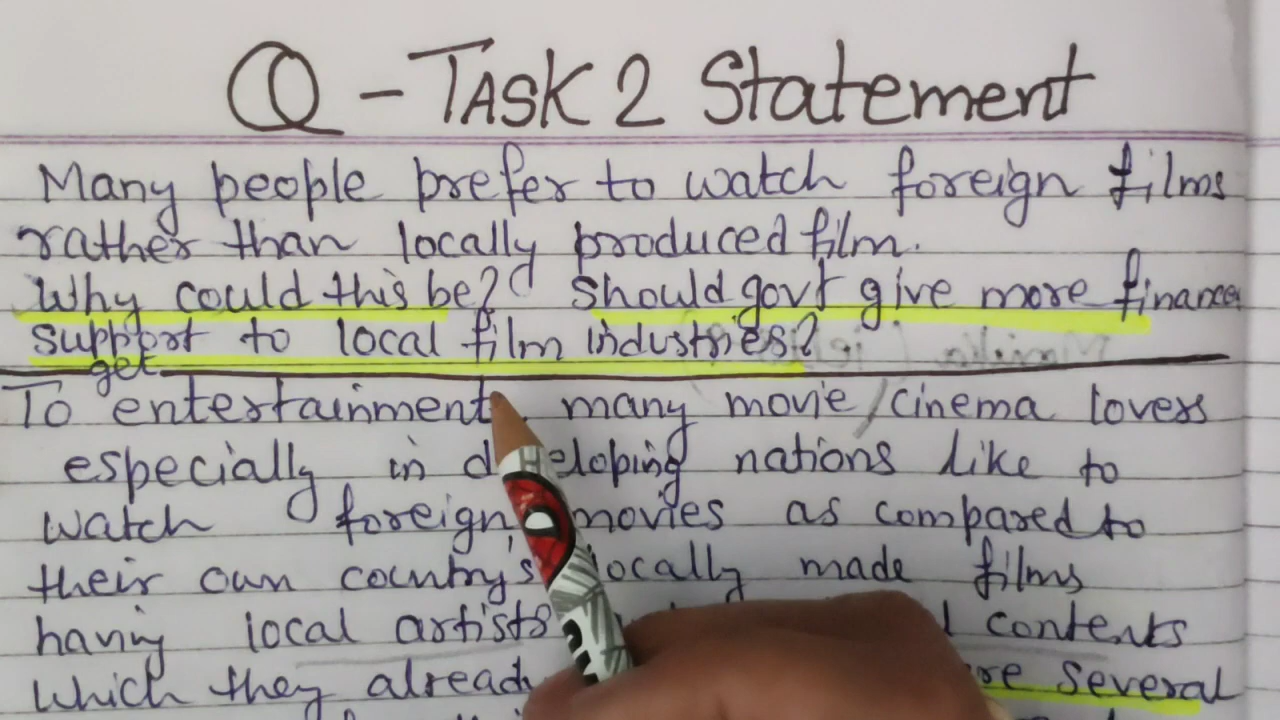 Q - TASK 2 Statement
Many people prefer to watch foreign films
rather than locally produced film.
Why could this be? Should govt give more finance
support to local film industries?
get
To entertainment, many movie/cinema lovers
especially in developing nations like to
watch foreign movies as compared to
their own country's locally made films
having local artists contents
which they already several